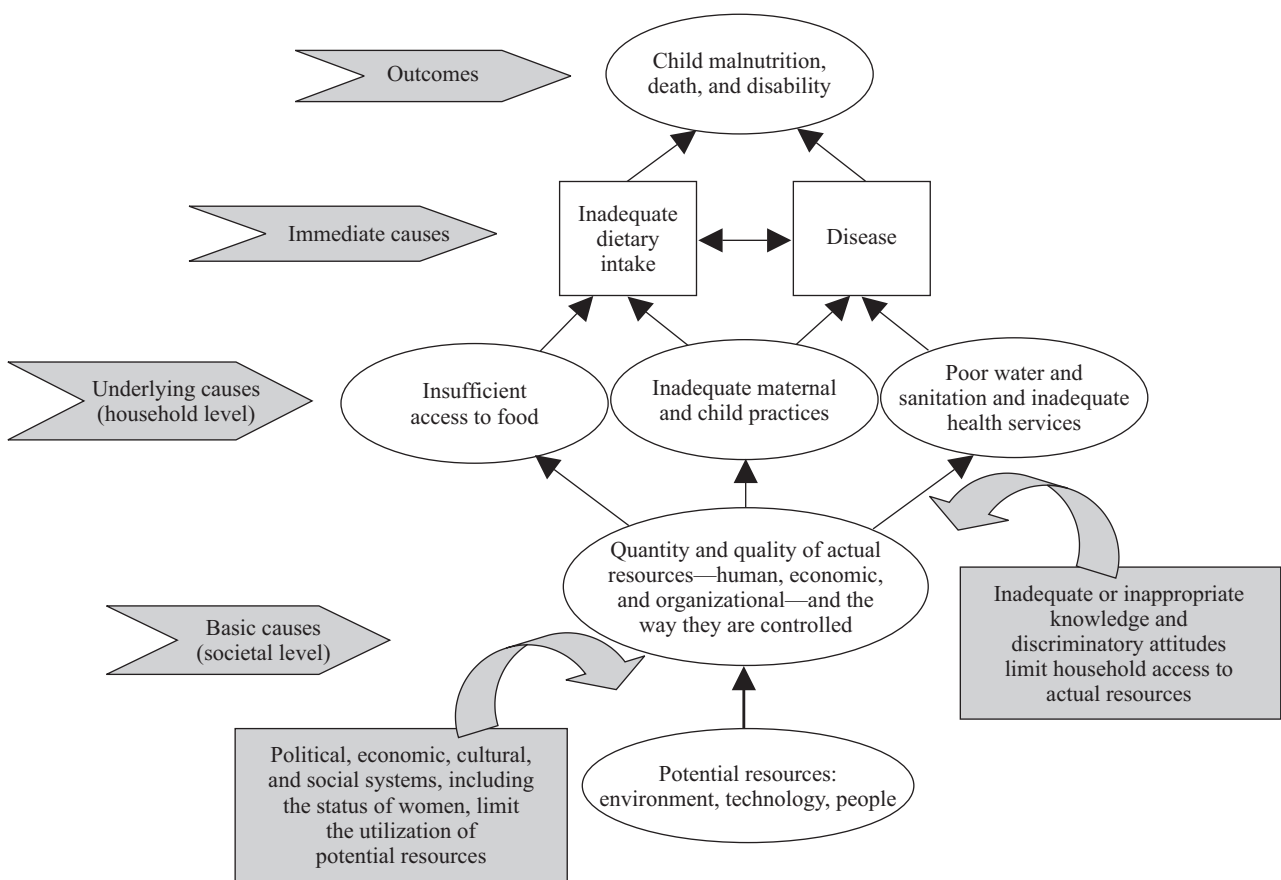 Outcomes
Child malnutrition,
death, and disability
Immediate causes
Inadequate
dietary
intake
Disease
Underlying causes
(household level)
Insufficient
access to food
Inadequate maternal
and child practices
Poor water and
sanitation and inadequate
health services
Basic causes
(societal level)
Quantity and quality of actual
resources—human, economic,
and organizational—and the
way they are controlled
Inadequate or inappropriate
knowledge and
discriminatory attitudes
limit household access to
actual resources
Political, economic, cultural,
and social systems, including
the status of women, limit
the utilization of
potential resources
Potential resources:
environment, technology, people